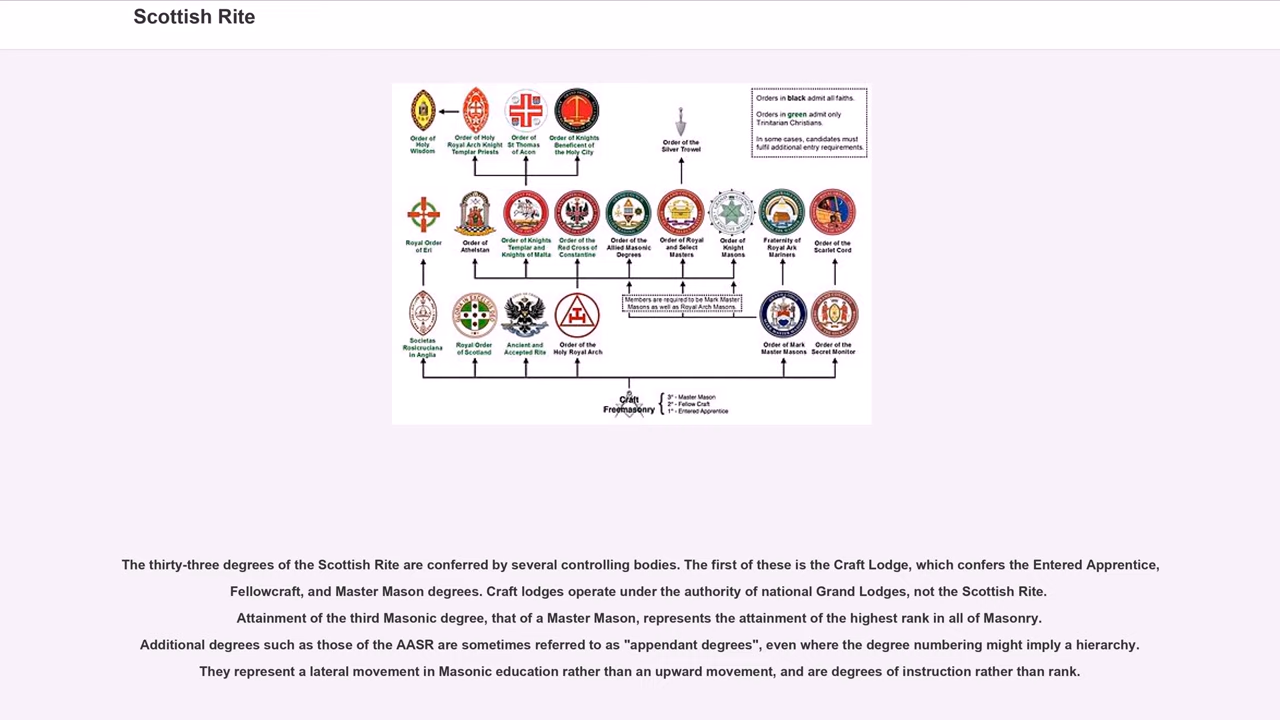 Scottish Rite
Orders in black admit all faiths.
Orders in green admit only
Trinitarian Christians.
In some cases, candidates must
fulfil additional entry requirements.
Order of
Holy
Wisdom
Order of Holy
Royal Arch Knight
Templar Priests
Order of
St Thomas
of Acon
Order of Knights
Beneficent of
the Holy City
Order of the
Silver Trowel
Royal Order
of Eri
Order of
Athelstan
Order of Knights
Templar and
Knights of Malta
Order of the
Red Cross of
Constantine
Order of the
Allied Masonic
Degrees
Order of Royal
and Select
Masters
Order of
Knight
Masons
Fraternity of
Royal Ark
Mariners
Order of the
Scarlet Cord
Members are required to be Mark Master
Masons as well as Royal Arch Masons.
Societas
Rosicruciana
in Anglia
Royal Order
of Scotland
Ancient and
Accepted Rite
Order of the
Holy Royal Arch
Order of Mark
Master Masons
Order of the
Secret Monitor
Craft
Freemasonry
3° - Master Mason
2° - Fellow Craft
1° - Entered Apprentice
The thirty-three degrees of the Scottish Rite are conferred by several controlling bodies. The first of these is the Craft Lodge, which confers the Entered Apprentice,
Fellowcraft, and Master Mason degrees. Craft lodges operate under the authority of national Grand Lodges, not the Scottish Rite.
Attainment of the third Masonic degree, that of a Master Mason, represents the attainment of the highest rank in all of Masonry.
Additional degrees such as those of the AASR are sometimes referred to as "appendant degrees", even where the degree numbering might imply a hierarchy.
They represent a lateral movement in Masonic education rather than an upward movement, and are degrees of instruction rather than rank.